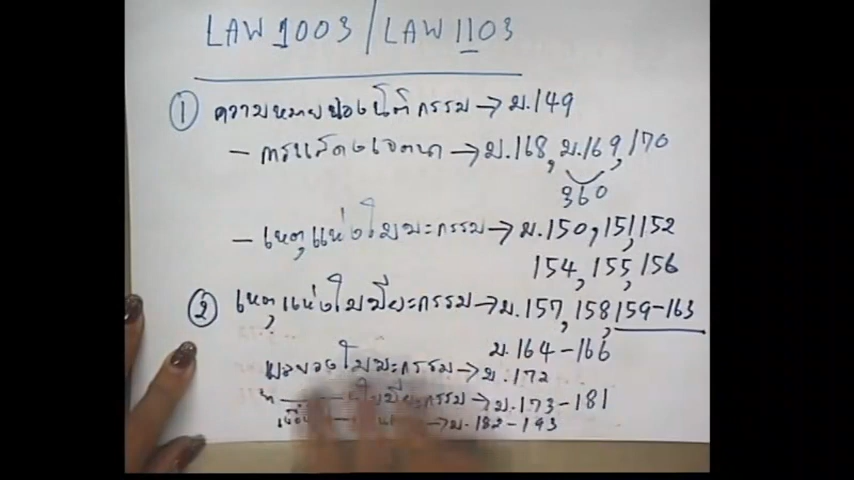 LAW 1003 / LAW 1103
① ความหมายของนิติกรรม → ม.149
– การแสดงเจตนา → ม.168, ม.169, 170
360
– เหตุแห่งโมฆะกรรม → ม.150, 151, 152
154, 155, 156
② เหตุแห่งโมฆียะกรรม → ม.157, 158, 159-163
ม.164-166
ผลของโมฆะกรรม → ม.172
โมฆียะกรรม → ม.173-181
→ ม.182-193